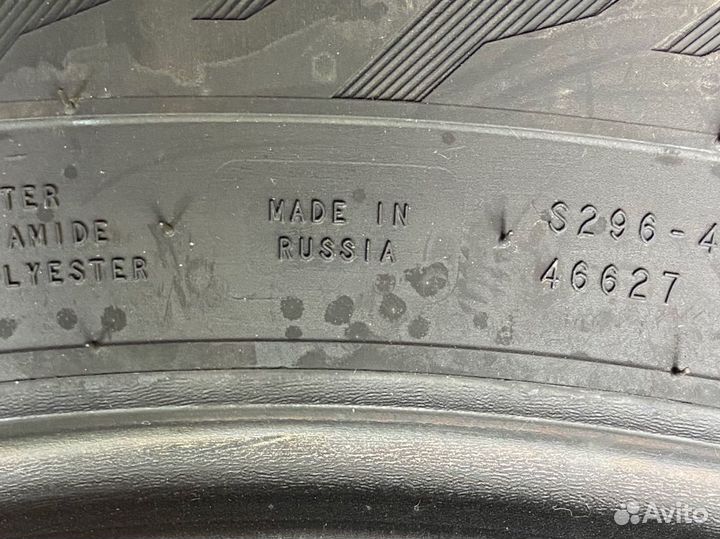 TER
AMIDE
LYESTER
MADE IN
RUSSIA
S296-4
46627
Avito